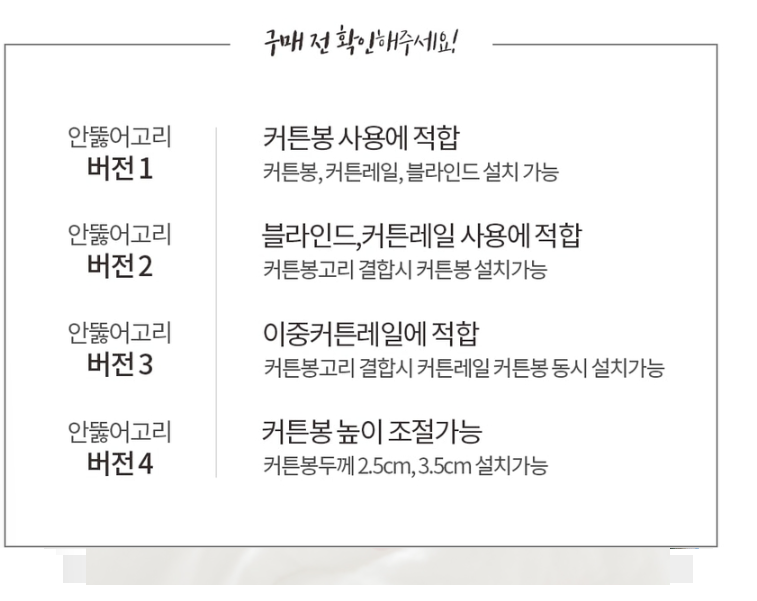 구매 전 확인해주세요!
안뚫어고리
버전 1
커튼봉 사용에 적합
커튼봉, 커튼레일, 블라인드 설치 가능
안뚫어고리
버전 2
블라인드,커튼레일 사용에 적합
커튼봉고리 결합시 커튼봉 설치가능
안뚫어고리
버전 3
이중커튼레일에 적합
커튼봉고리 결합시 커튼레일 커튼봉 동시 설치가능
안뚫어고리
버전 4
커튼봉 높이 조절가능
커튼봉두께 2.5cm, 3.5cm 설치가능